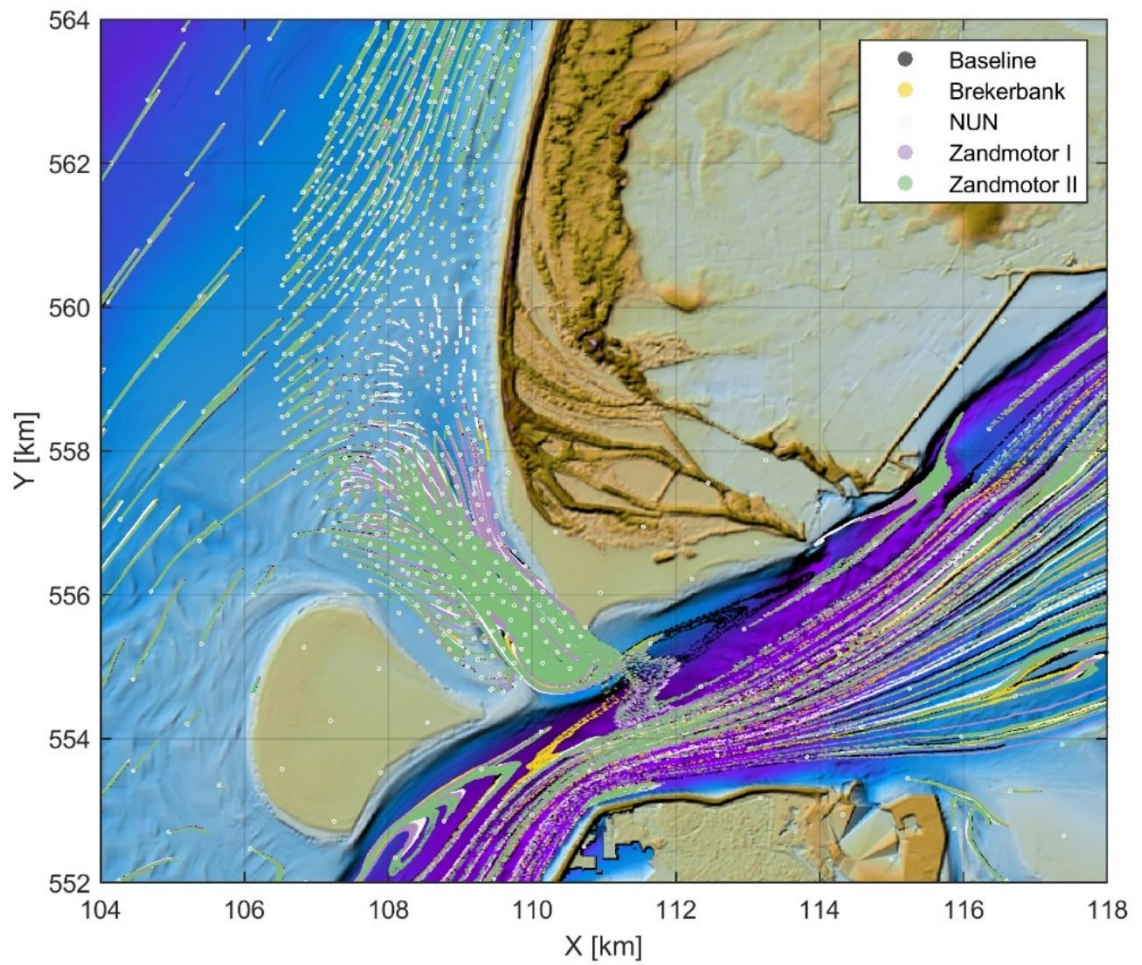 564
562
560
558
556
554
552
Y [km]
104
106
108
110
112
114
116
118
X [km]
Baseline
Brekerbank
NUN
Zandmotor I
Zandmotor II